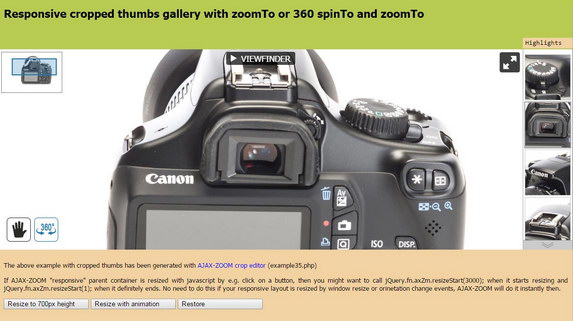 Responsive cropped thumbs gallery with zoomTo or 360 spinTo and zoomTo
Highlights
VIEWFINDER
Canon
Av
ISO
DISP.
360°
The above example with cropped thumbs has been generated with AJAX-ZOOM crop editor (example35.php)
If AJAX-ZOOM "responsive" parent container is resized with javascript by e.g. click on a button, then you might want to call jQuery.fn.axZm.resizeStart(3000); when it starts resizing and
jQuery.fn.axZm.resizeStart(1); when it definitely ends. No need to do this if your responsive layout is resized by window resize or orinetation change events, AJAX-ZOOM will do it instantly then.
Resize to 700px height
Resize with animation
Restore